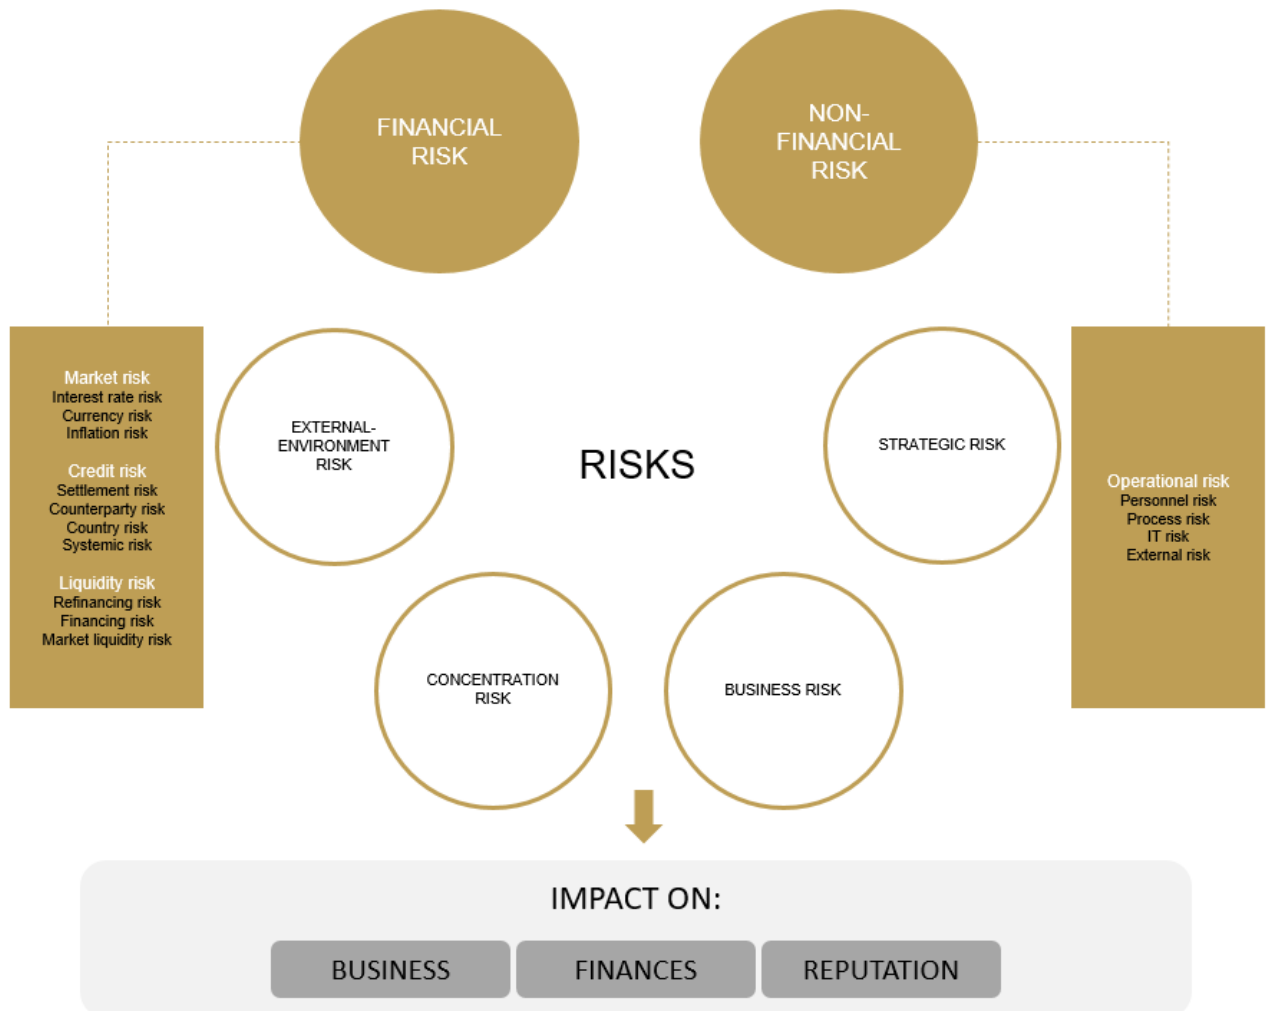 FINANCIAL
RISK
NON-
FINANCIAL
RISK
Market risk
Interest rate risk
Currency risk
Inflation risk
Credit risk
Settlement risk
Counterparty risk
Country risk
Systemic risk
Liquidity risk
Refinancing risk
Financing risk
Market liquidity risk
EXTERNAL-
ENVIRONMENT
RISK
RISKS
STRATEGIC RISK
Operational risk
Personnel risk
Process risk
IT risk
External risk
CONCENTRATION
RISK
BUSINESS RISK
IMPACT ON:
BUSINESS
FINANCES
REPUTATION